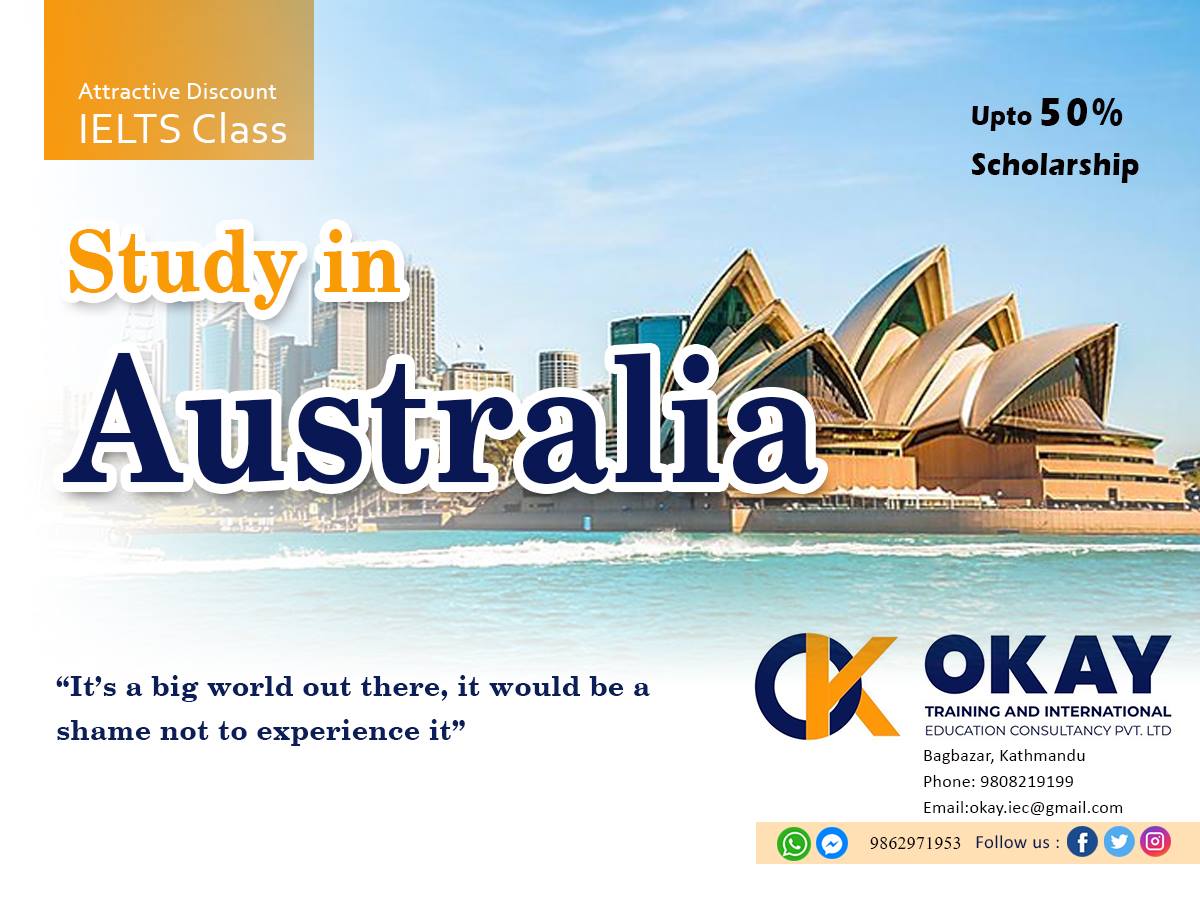 Attractive Discount
IELTS Class
Upto 50%
Scholarship
Study in
Australia
“It’s a big world out there, it would be a
shame not to experience it”
OK
OKAY
TRAINING AND INTERNATIONAL
EDUCATION CONSULTANCY PVT. LTD
Bagbazar, Kathmandu
Phone: 9808219199
Email:okay.iec@gmail.com
9862971953 Follow us :